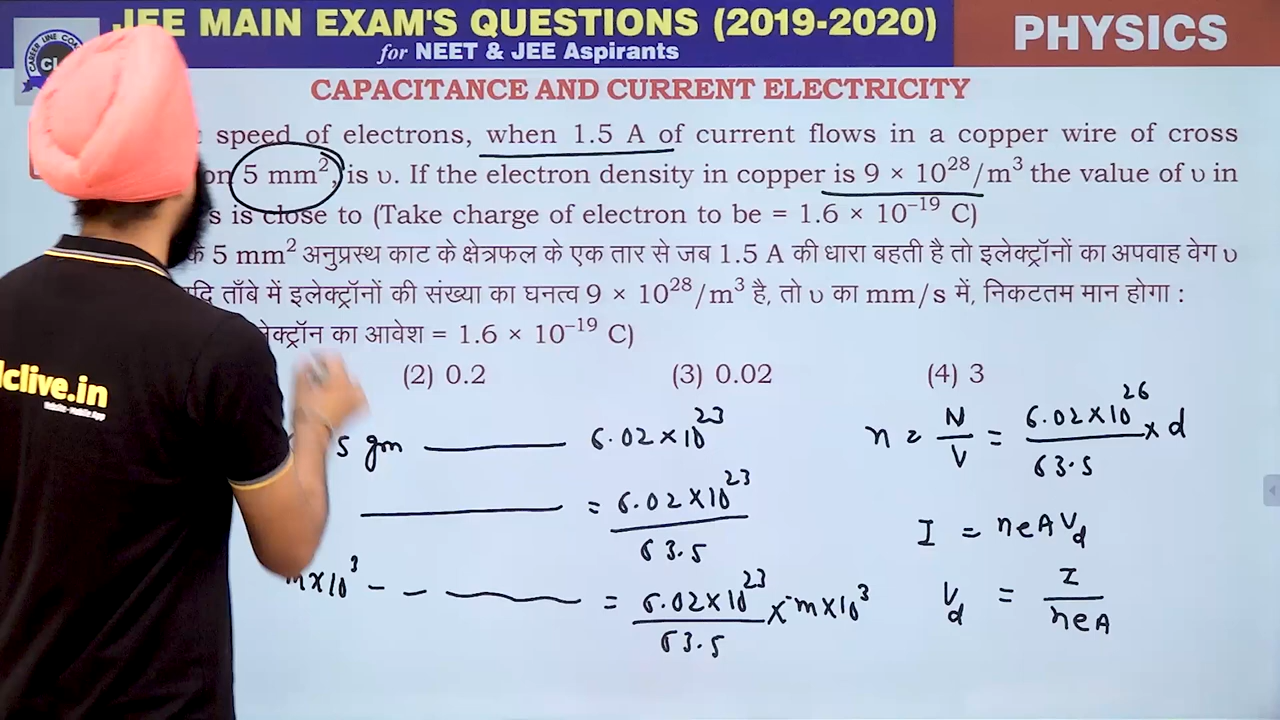 JEE MAIN EXAM'S QUESTIONS (2019-2020)
for NEET & JEE Aspirants
PHYSICS
CAREER LINE
CAPACITANCE AND CURRENT ELECTRICITY
speed of electrons, when 1.5 A of current flows in a copper wire of cross
5 mm², is υ. If the electron density in copper is 9 × 10²⁸/m³ the value of υ in
is close to (Take charge of electron to be = 1.6 × 10⁻¹⁹ C)
5 mm² अनुप्रस्थ काट के क्षेत्रफल के एक तार से जब 1.5 A की धारा बहती है तो इलेक्ट्रॉनों का अपवाह वेग υ
ताँबे में इलेक्ट्रॉनों की संख्या का घनत्व 9 × 10²⁸/m³ है, तो υ का mm/s में, निकटतम मान होगा :
का आवेश = 1.6 × 10⁻¹⁹ C)
(2) 0.2 (3) 0.02 (4) 3
5 gm — 6.02×10²³
— = 6.02×10²³ / 63.5
m×10³ - - — = 6.02×10²³ / 63.5 × m×10³
n = N/V = 6.02×10²⁶ / 63.5 × d
I = neAVd
Vd = I / neA
clive.in